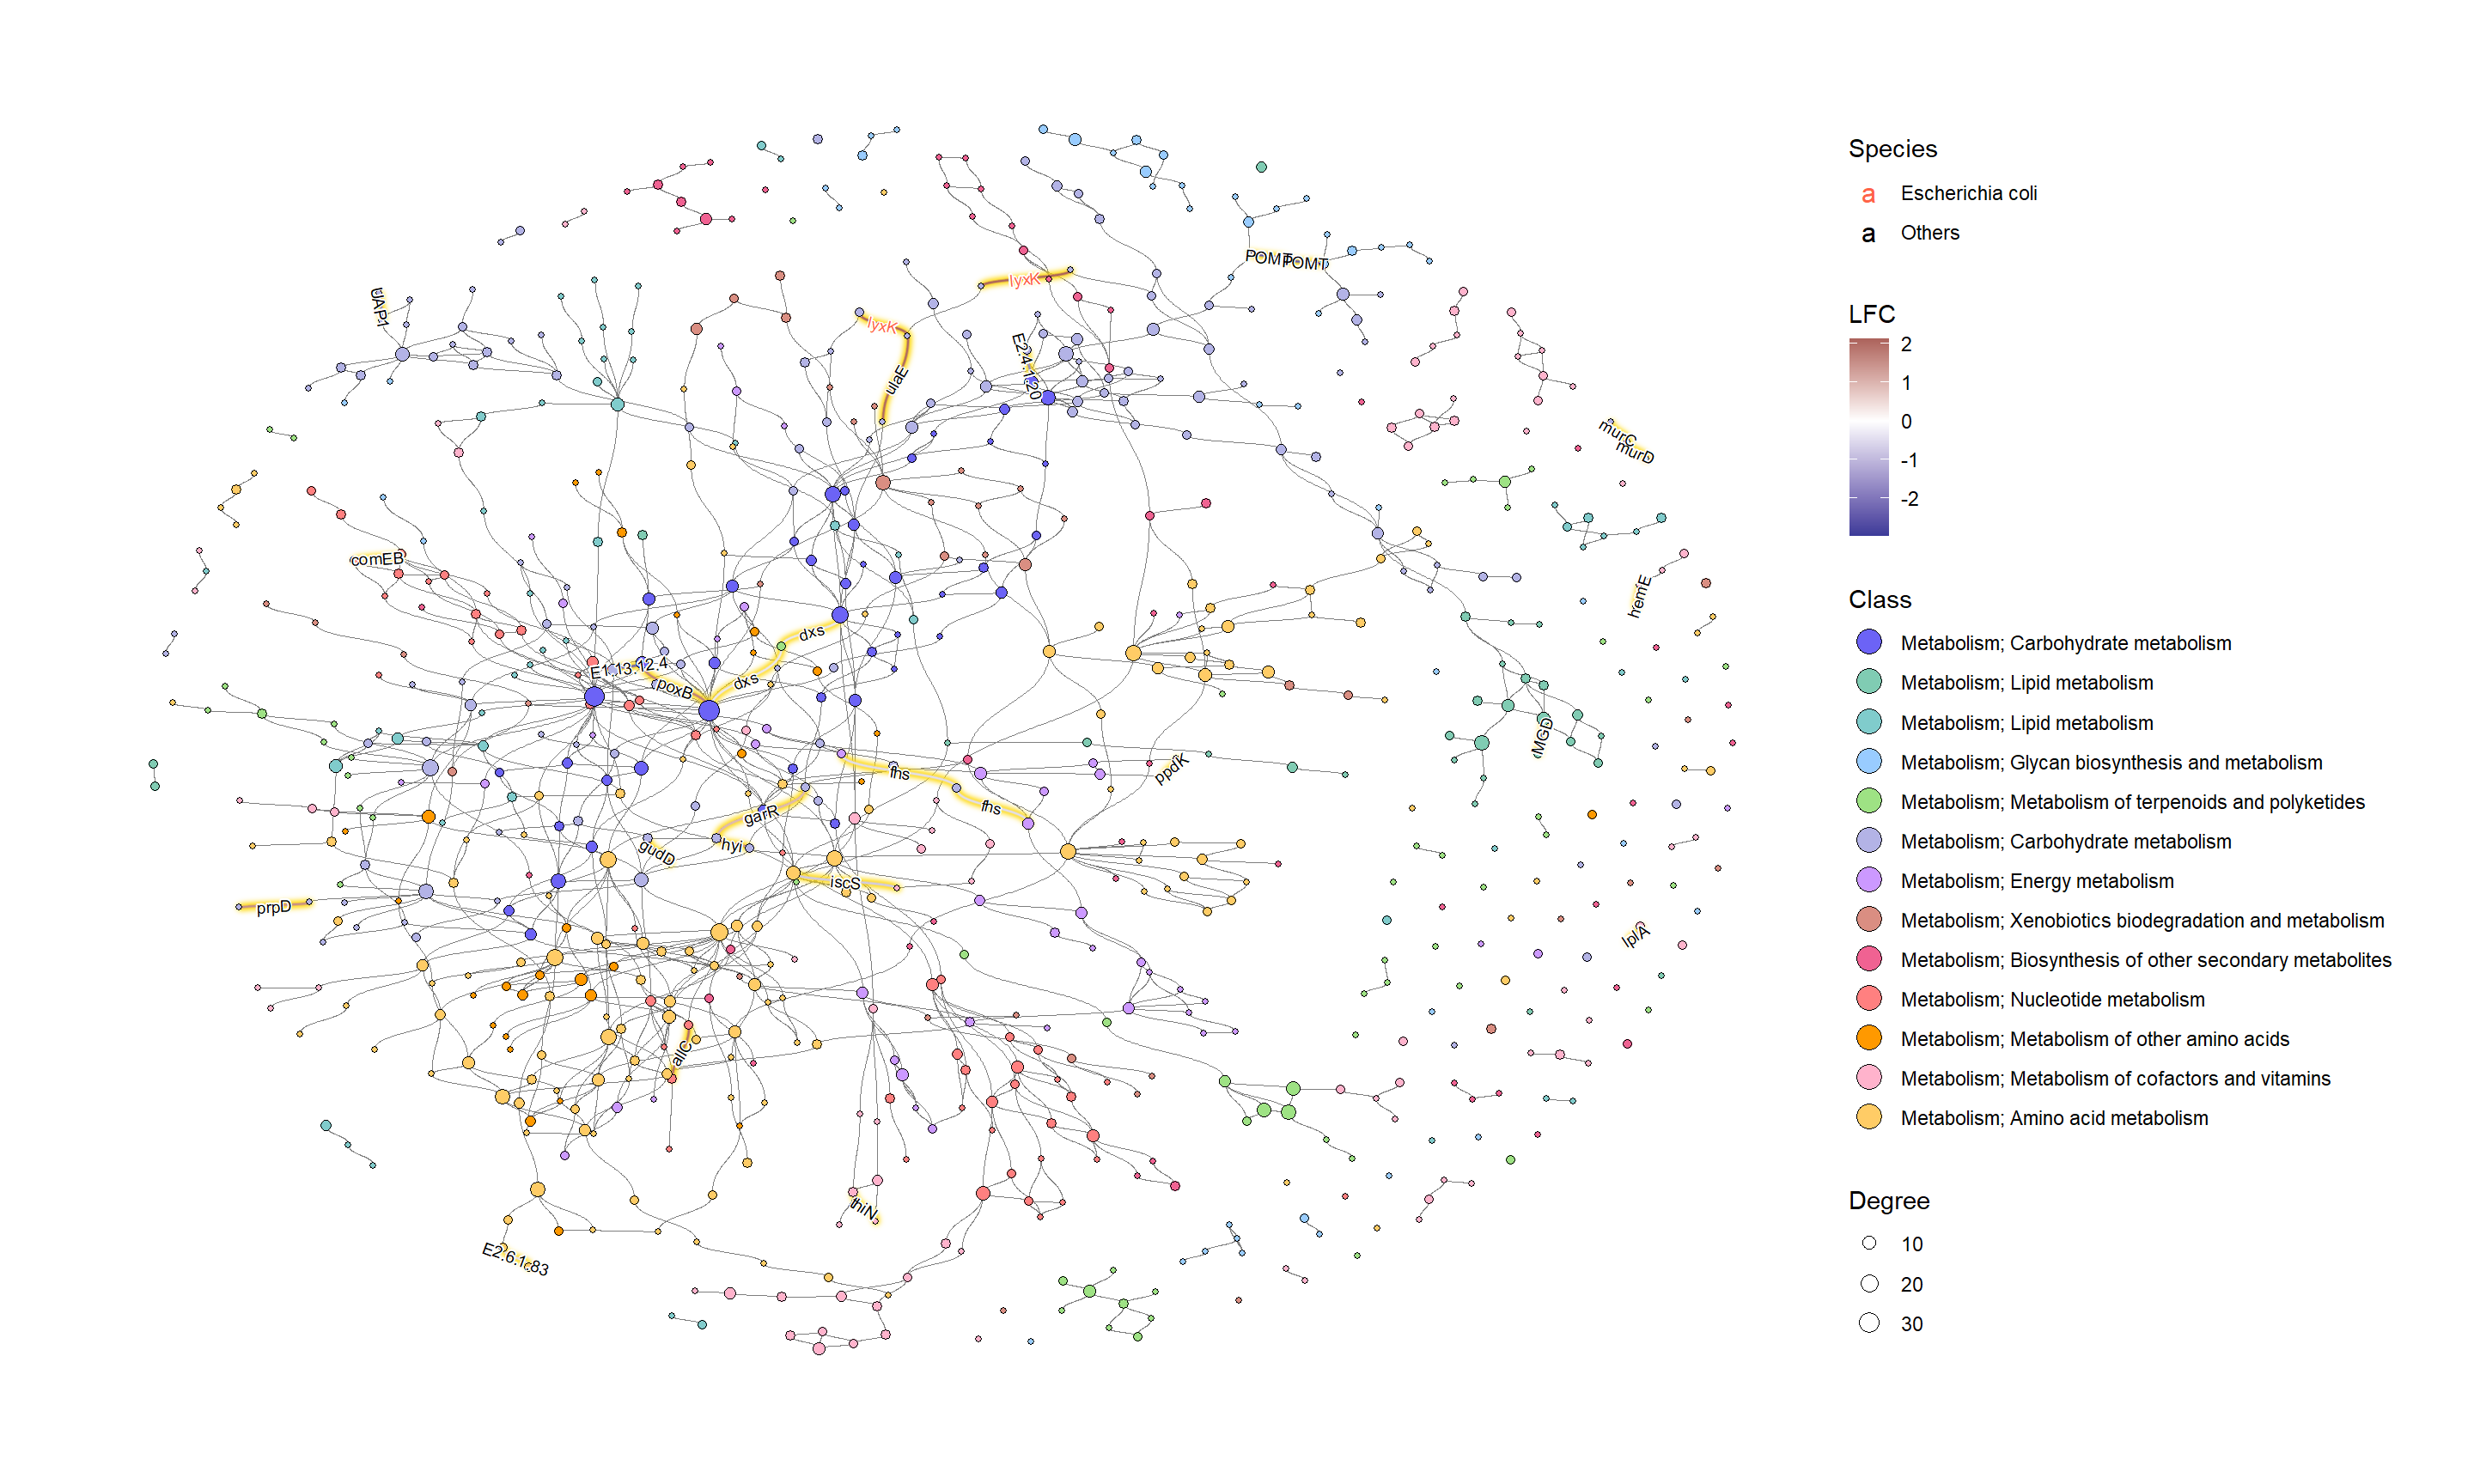 lyxK
POMT
POMT
UAP1
lyxK
E2.4.1.20
ulaE
murC
murD
comEB
hemE
dxs
E1.13.12.4
poxB
dxs
MGD
fhs
ppdK
fhs
garR
hyi
gudD
iscS
prpD
lplA
allC
thiN
E2.6.1.83
Species
a Escherichia coli
a Others
LFC
2
1
0
-1
-2
Class
Metabolism; Carbohydrate metabolism
Metabolism; Lipid metabolism
Metabolism; Lipid metabolism
Metabolism; Glycan biosynthesis and metabolism
Metabolism; Metabolism of terpenoids and polyketides
Metabolism; Carbohydrate metabolism
Metabolism; Energy metabolism
Metabolism; Xenobiotics biodegradation and metabolism
Metabolism; Biosynthesis of other secondary metabolites
Metabolism; Nucleotide metabolism
Metabolism; Metabolism of other amino acids
Metabolism; Metabolism of cofactors and vitamins
Metabolism; Amino acid metabolism
Degree
10
20
30